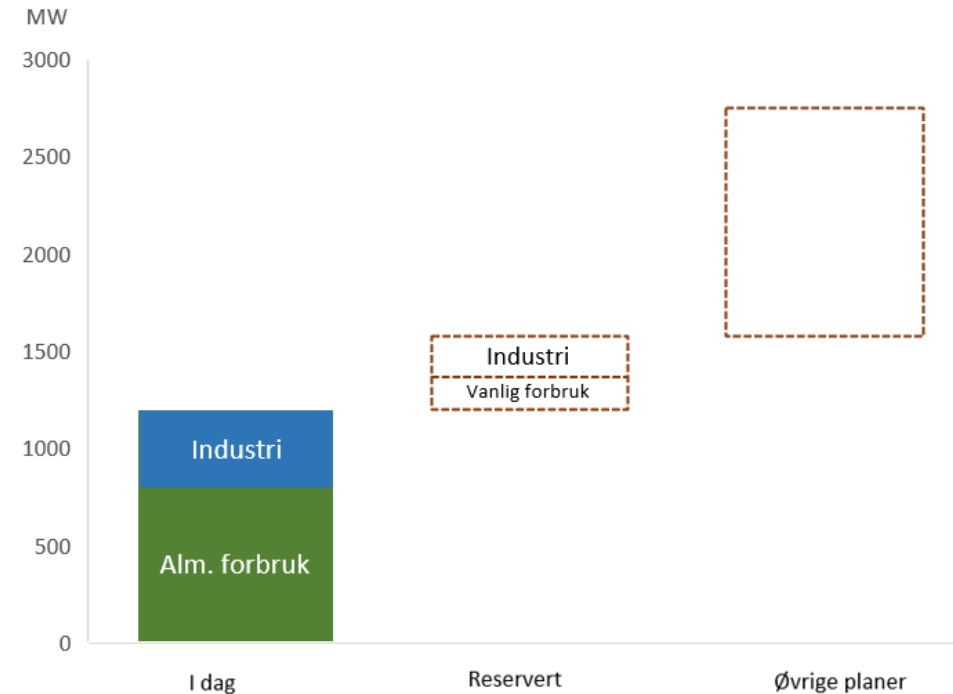 MW
3000
2500
2000
1500
1000
500
0
Industri
Alm. forbruk
Industri
Vanlig forbruk
I dag
Reservert
Øvrige planer